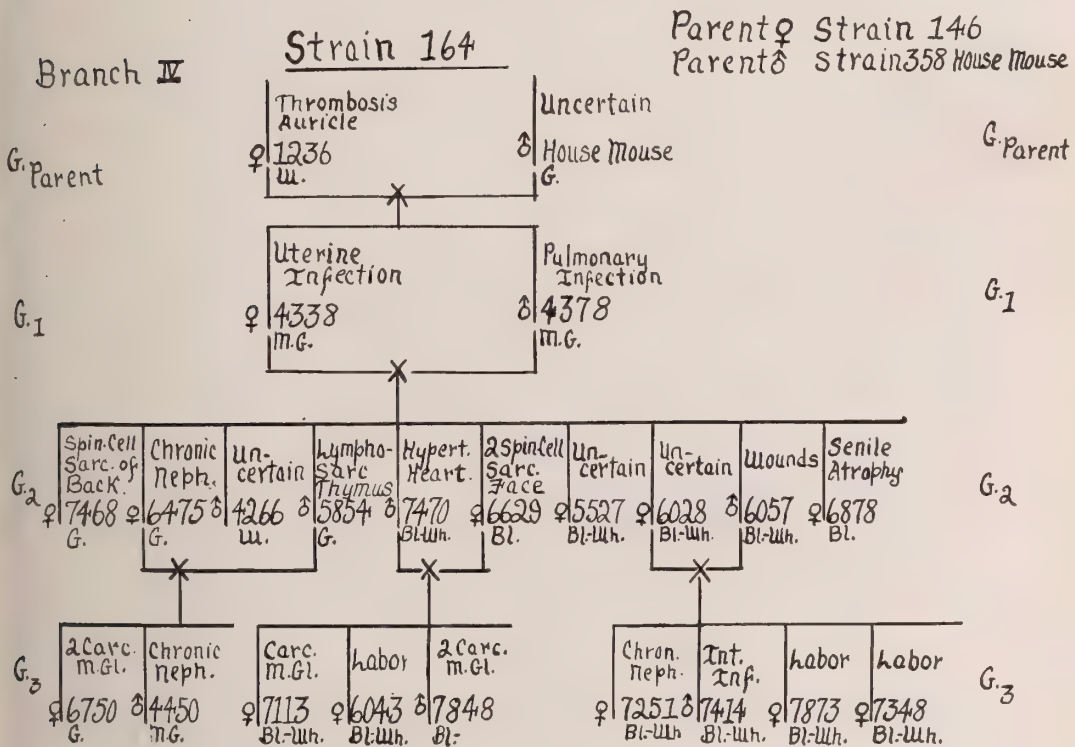 Branch IV
Strain 164
Parent ♀ Strain 146
Parent ♂ Strain 358 House Mouse
G. Parent
Thrombosis
Auricle
♀ 1236
W.
Uncertain
♂ House Mouse
G.
G. Parent
G.1
Uterine
Infection
♀ 4338
M.G.
Pulmonary
Infection
♂ 4378
M.G.
G.1
G.2
Spin. Cell
Sarc. of
Back.
♀ 7468
G.
Chronic
Neph.
♀ 6475
G.
Un-
certain
♂ 4266
W.
Lympho-
Sarc
Thymus
♂ 5854
G.
Hypert.
Heart.
♂ 7470
Bl.-Wh.
2 Spin. Cell
Sarc.
Face
♀ 6629
Bl.
Un-
certain
♀ 5527
Bl.-Wh.
Un-
certain
♀ 6028
Bl.-Wh.
Wounds
♂ 6057
Bl.-Wh.
Senile
Atrophy
♀ 6878
Bl.
G.2
G.3
2 Carc.
M.Gl.
♀ 6750
G.
Chronic
Neph.
♂ 4450
M.G.
Carc.
M.Gl.
♀ 7113
Bl.-Wh.
Labor
♀ 6043
Bl.-Wh.
2 Carc.
M.Gl.
♂ 7848
Bl.-
Chron.
Neph.
♀ 7251
Bl-Wh
Int.
Inf.
♂ 7414
Bl.-Wh.
Labor
♀ 7873
Bl.-Wh.
Labor
♀ 7348
Bl.-Wh.
G.3